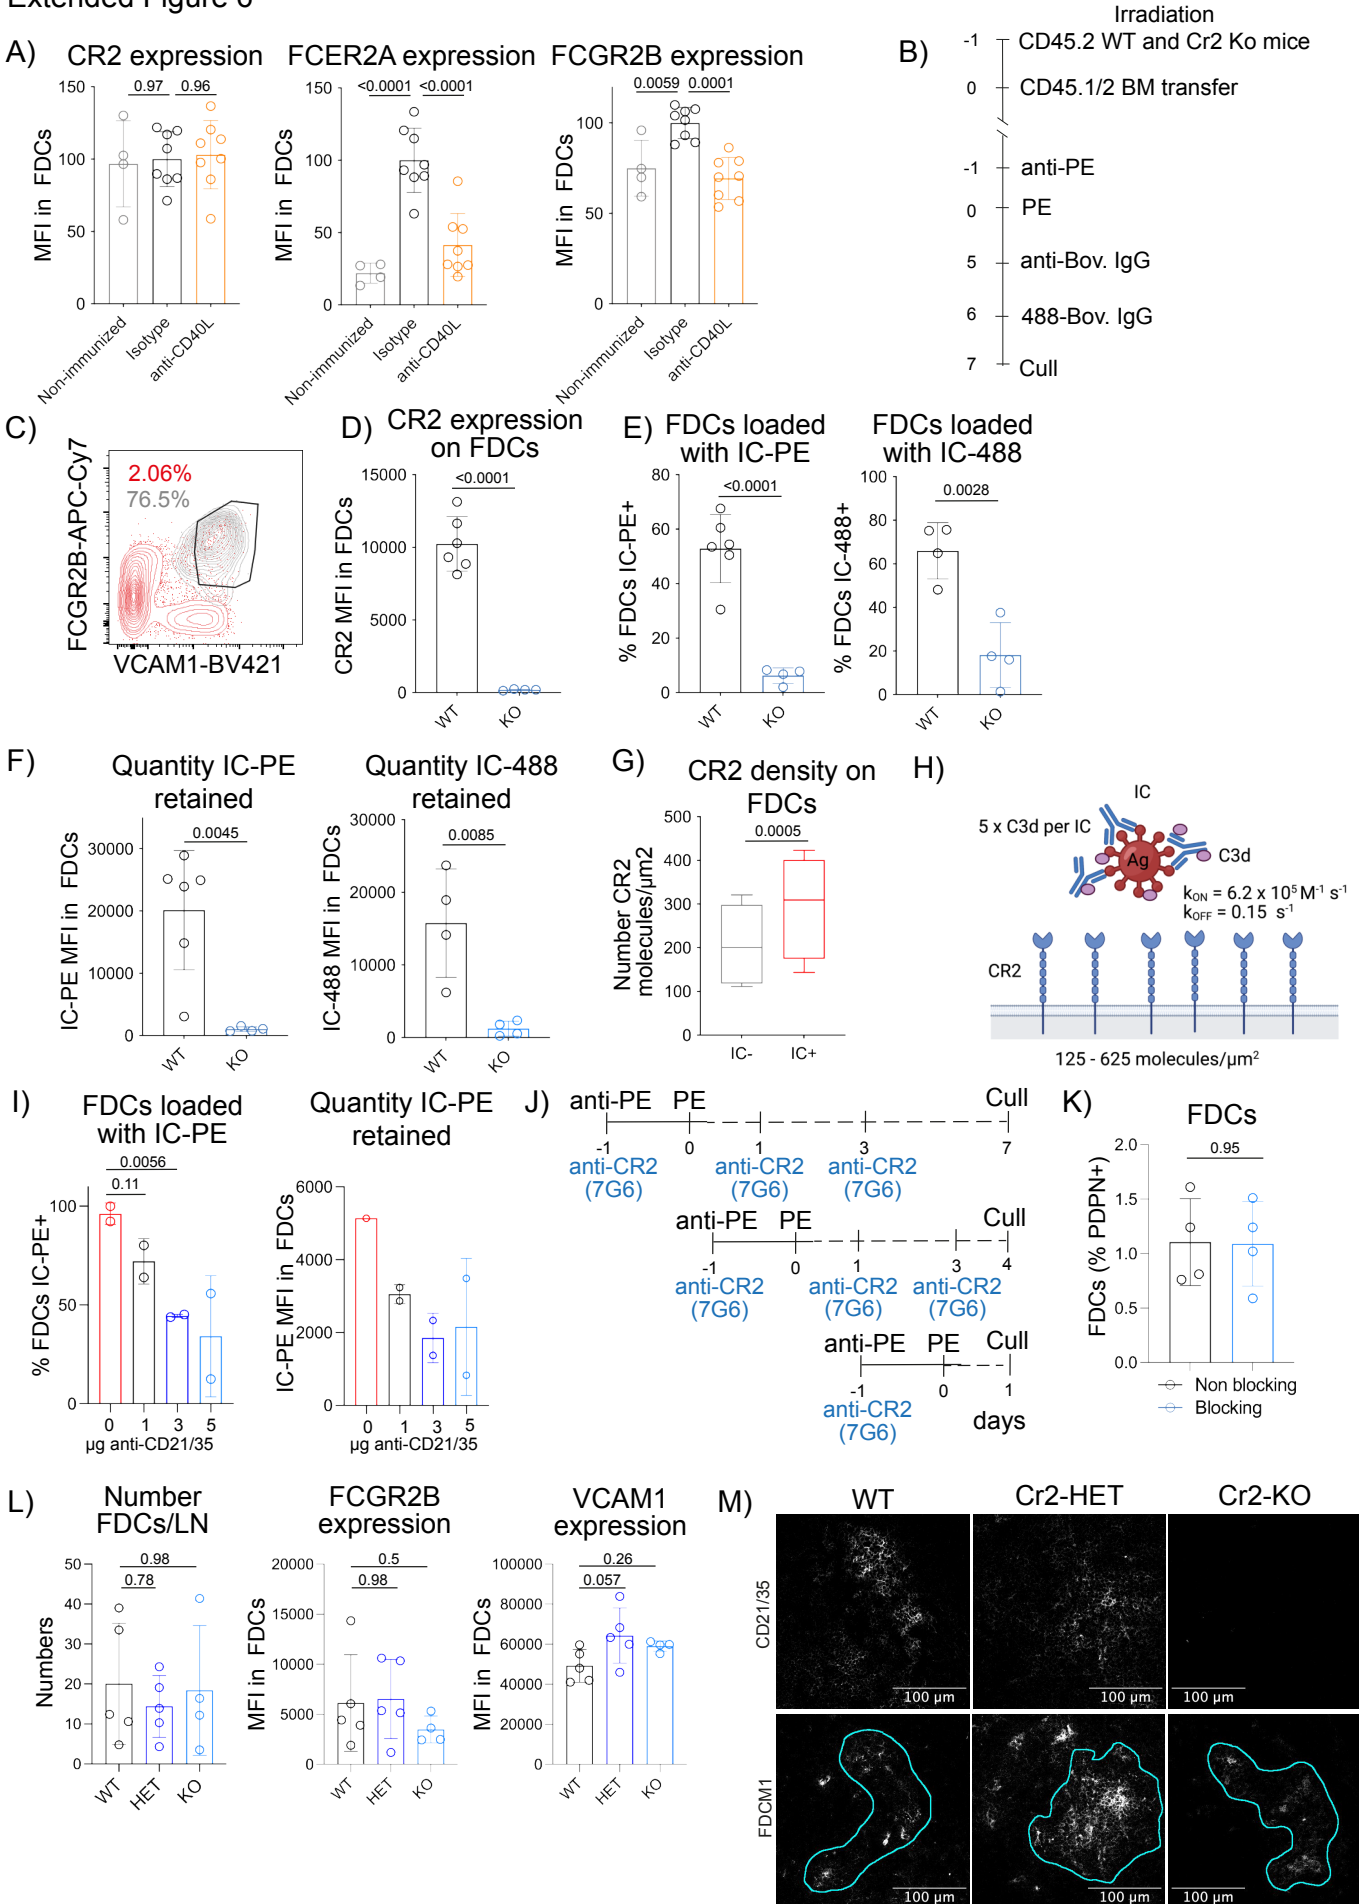 Extended Figure 6
A)
CR2 expression
MFI in FDCs
150
100
50
0
0.97
0.96
Non-immunized
Isotype
anti-CD40L
FCER2A expression
MFI in FDCs
150
100
50
0
<0.0001
<0.0001
Non-immunized
Isotype
anti-CD40L
FCGR2B expression
MFI in FDCs
100
50
0
0.0059
0.0001
Non-immunized
Isotype
anti-CD40L
B)
Irradiation
-1 CD45.2 WT and Cr2 Ko mice
0 CD45.1/2 BM transfer
-1 anti-PE
0 PE
5 anti-Bov. IgG
6 488-Bov. IgG
7 Cull
C)
FCGR2B-APC-Cy7
2.06%
76.5%
VCAM1-BV421
D)
CR2 expression
on FDCs
CR2 MFI in FDCs
15000
10000
5000
0
<0.0001
WT
KO
E)
FDCs loaded
with IC-PE
% FDCs IC-PE+
80
60
40
20
0
<0.0001
WT
KO
FDCs loaded
with IC-488
% FDCs IC-488+
100
80
60
40
20
0
0.0028
WT
KO
F)
Quantity IC-PE
retained
IC-PE MFI in FDCs
30000
20000
10000
0
0.0045
WT
KO
Quantity IC-488
retained
IC-488 MFI in FDCs
30000
20000
10000
0
0.0085
WT
KO
G)
CR2 density on
FDCs
Number CR2
molecules/µm2
500
400
300
200
100
0
0.0005
IC-
IC+
H)
IC
5 x C3d per IC
Ag
C3d
kON = 6.2 x 10⁵ M⁻¹ s⁻¹
kOFF = 0.15 s⁻¹
CR2
125 - 625 molecules/µm²
I)
FDCs loaded
with IC-PE
% FDCs IC-PE+
100
50
0
0.0056
0.11
0 1 3 5
µg anti-CD21/35
Quantity IC-PE
retained
IC-PE MFI in FDCs
6000
4000
2000
0
0 1 3 5
µg anti-CD21/35
J)
anti-PE PE Cull
-1 0 1 3 7
anti-CR2 anti-CR2 anti-CR2
(7G6) (7G6) (7G6)
anti-PE PE Cull
-1 0 1 3 4
anti-CR2 anti-CR2 anti-CR2
(7G6) (7G6) (7G6)
anti-PE PE Cull
-1 0 1
anti-CR2
(7G6)
days
K)
FDCs
FDCs (% PDPN+)
2.0
1.5
1.0
0.5
0.0
0.95
Non blocking
Blocking
L)
Number
FDCs/LN
Numbers
50
40
30
20
10
0
0.98
0.78
WT
HET
KO
FCGR2B
expression
MFI in FDCs
20000
15000
10000
5000
0
0.5
0.98
WT
HET
KO
VCAM1
expression
MFI in FDCs
100000
80000
60000
40000
20000
0
0.26
0.057
WT
HET
KO
M)
WT Cr2-HET Cr2-KO
CD21/35
100 µm 100 µm 100 µm
FDCM1
100 µm 100 µm 100 µm